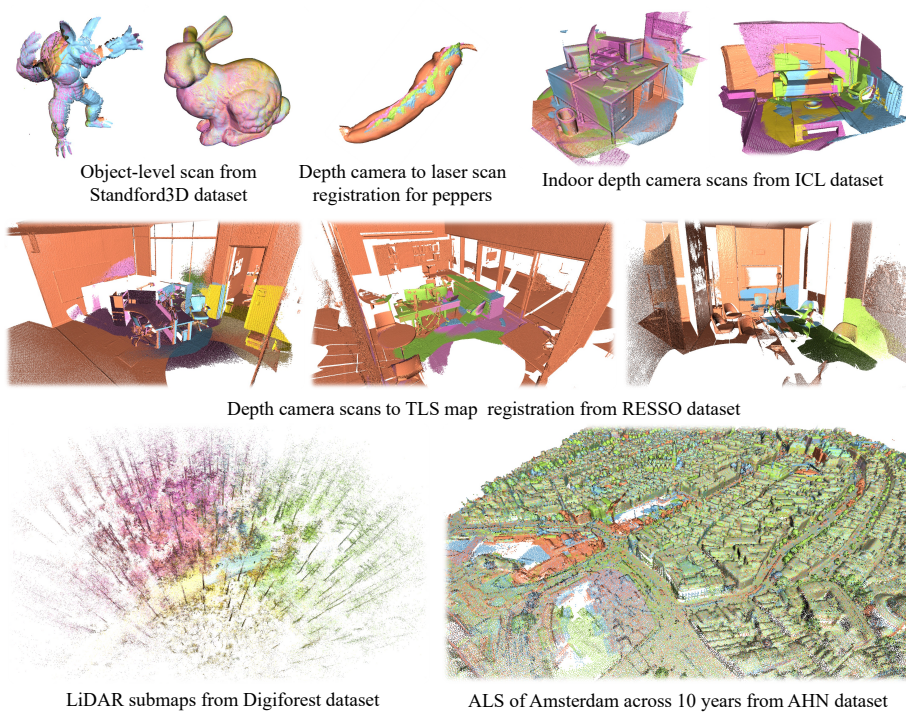 Object-level scan from
Standford3D dataset
Depth camera to laser scan
registration for peppers
Indoor depth camera scans from ICL dataset
Depth camera scans to TLS map registration from RESSO dataset
LiDAR submaps from Digiforest dataset
ALS of Amsterdam across 10 years from AHN dataset